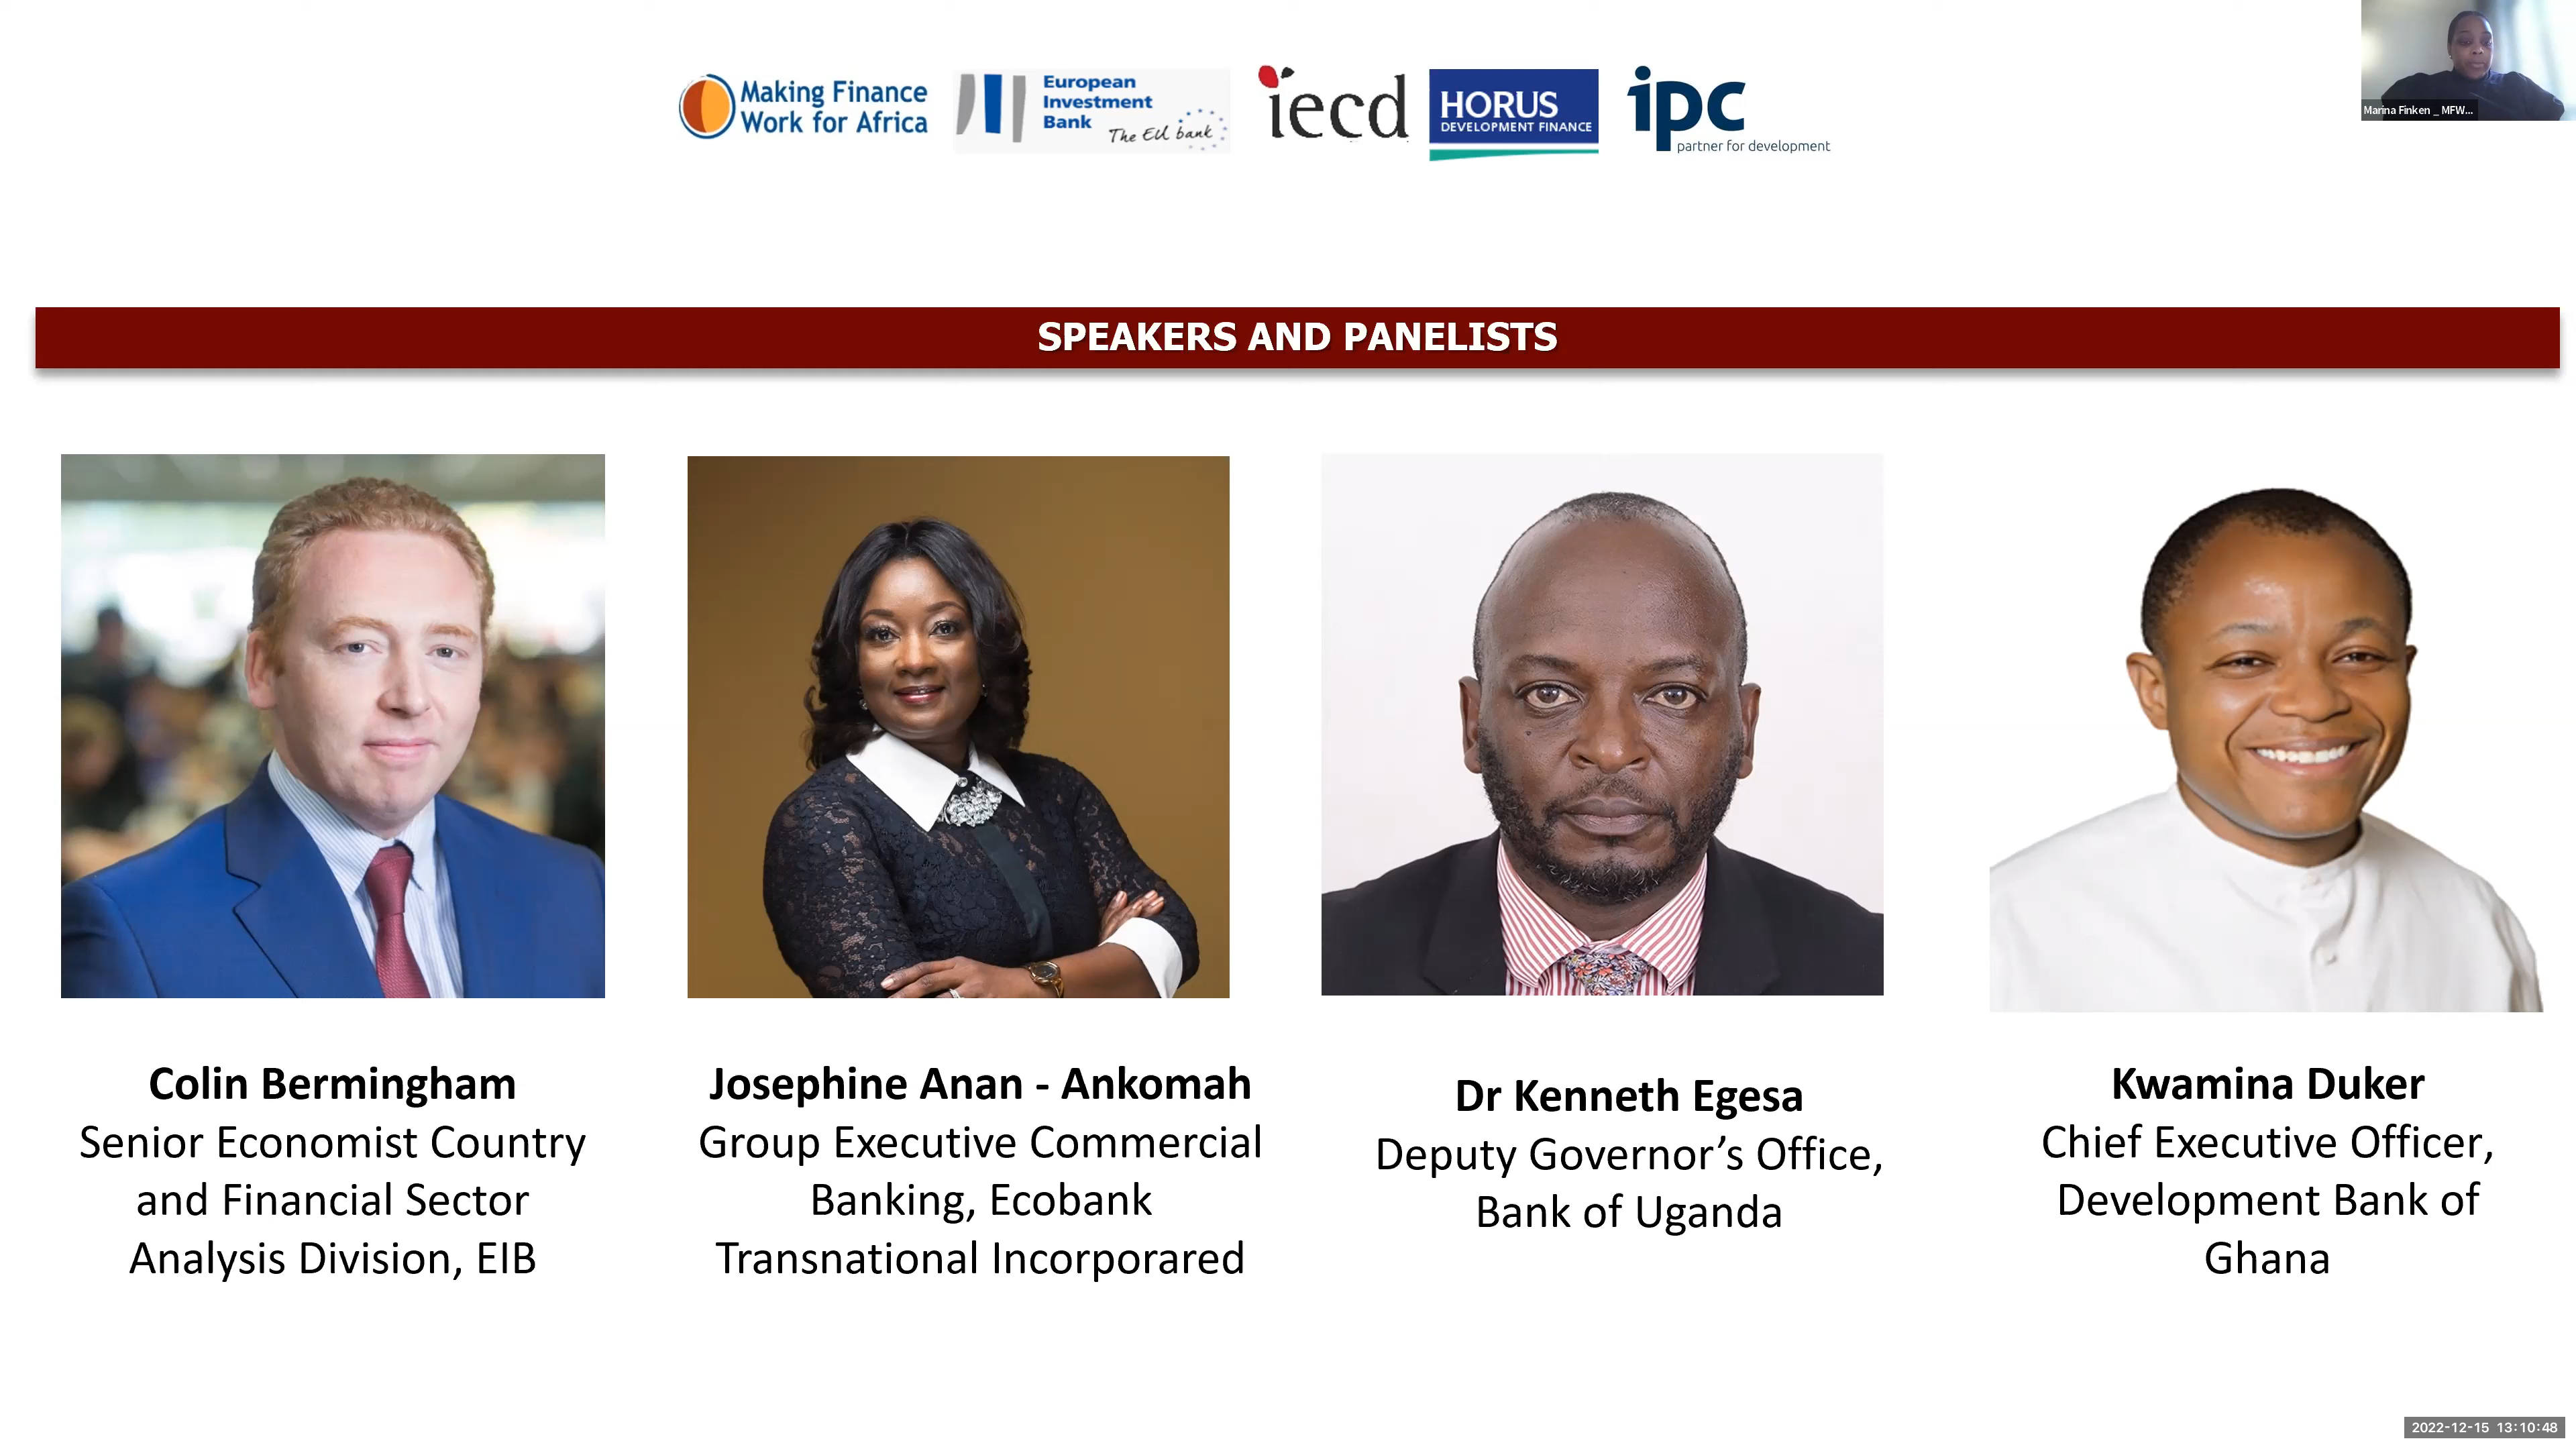 Making Finance
Work for Africa
European
Investment
Bank
The EU bank
iecd
HORUS
DEVELOPMENT FINANCE
ipc
partner for development
Marina Finken _ MFW...
SPEAKERS AND PANELISTS
Colin Bermingham
Senior Economist Country
and Financial Sector
Analysis Division, EIB
Josephine Anan - Ankomah
Group Executive Commercial
Banking, Ecobank
Transnational Incorporared
Dr Kenneth Egesa
Deputy Governor’s Office,
Bank of Uganda
Kwamina Duker
Chief Executive Officer,
Development Bank of
Ghana
2022-12-15 13:10:48